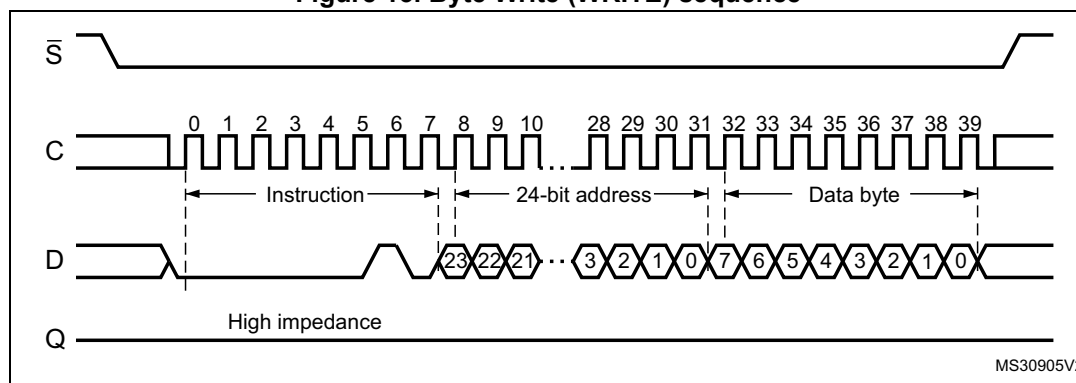 Figure 18. Byte Write (WRITE) sequence
S̅
0 1 2 3 4 5 6 7 8 9 10 28 29 30 31 32 33 34 35 36 37 38 39
C
Instruction 24-bit address Data byte
D 23 22 21 3 2 1 0 7 6 5 4 3 2 1 0
High impedance
Q
MS30905V2